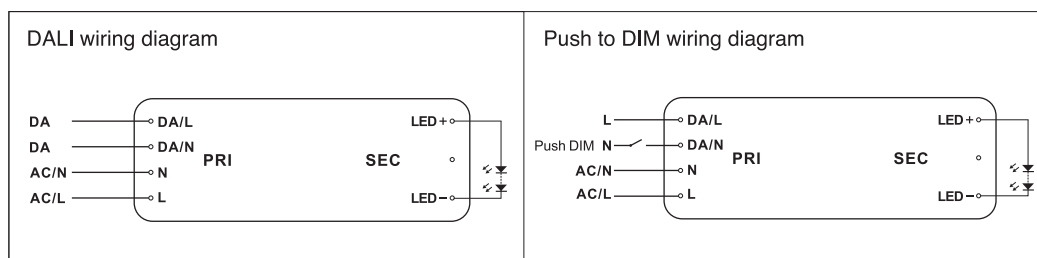 DALI wiring diagram
DA DA/L LED+
DA DA/N
PRI SEC
AC/N N
AC/L L LED−
Push to DIM wiring diagram
L DA/L LED+
Push DIM N DA/N
PRI SEC
AC/N N
AC/L L LED−